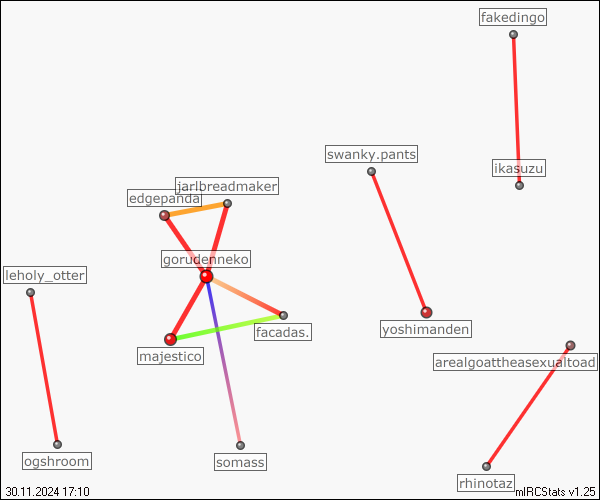 fakedingo
swanky.pants
ikasuzu
jarlbreadmaker
edgepanda
gorudenneko
leholy_otter
facadas.
yoshimanden
majestico
arealgoattheasexualtoad
ogshroom
somass
rhinotaz
30.11.2024 17:10
mIRCStats v1.25